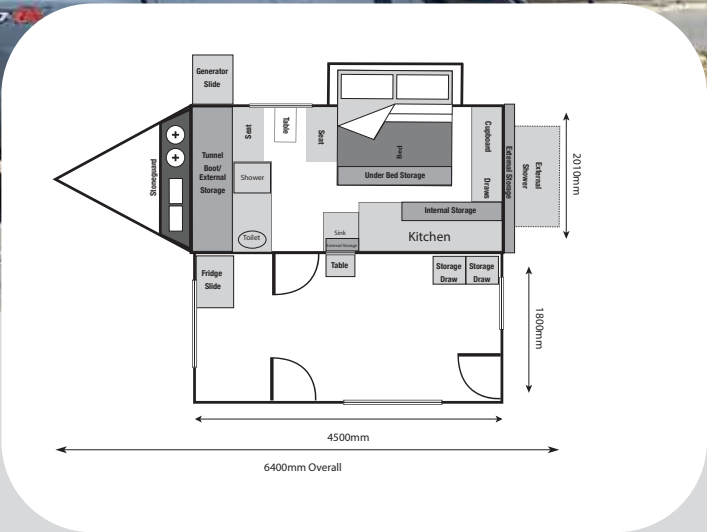 Generator
Slide
Stoneguard
Tunnel
Boot/
External
Storage
Seat
Table
Seat
Shower
Toilet
Bed
Under Bed Storage
Cupboard
Draws
External Storage
External
Shower
2010mm
Internal Storage
Kitchen
Sink
External Storage
Table
Fridge
Slide
Storage
Draw
Storage
Draw
1800mm
4500mm
6400mm Overall